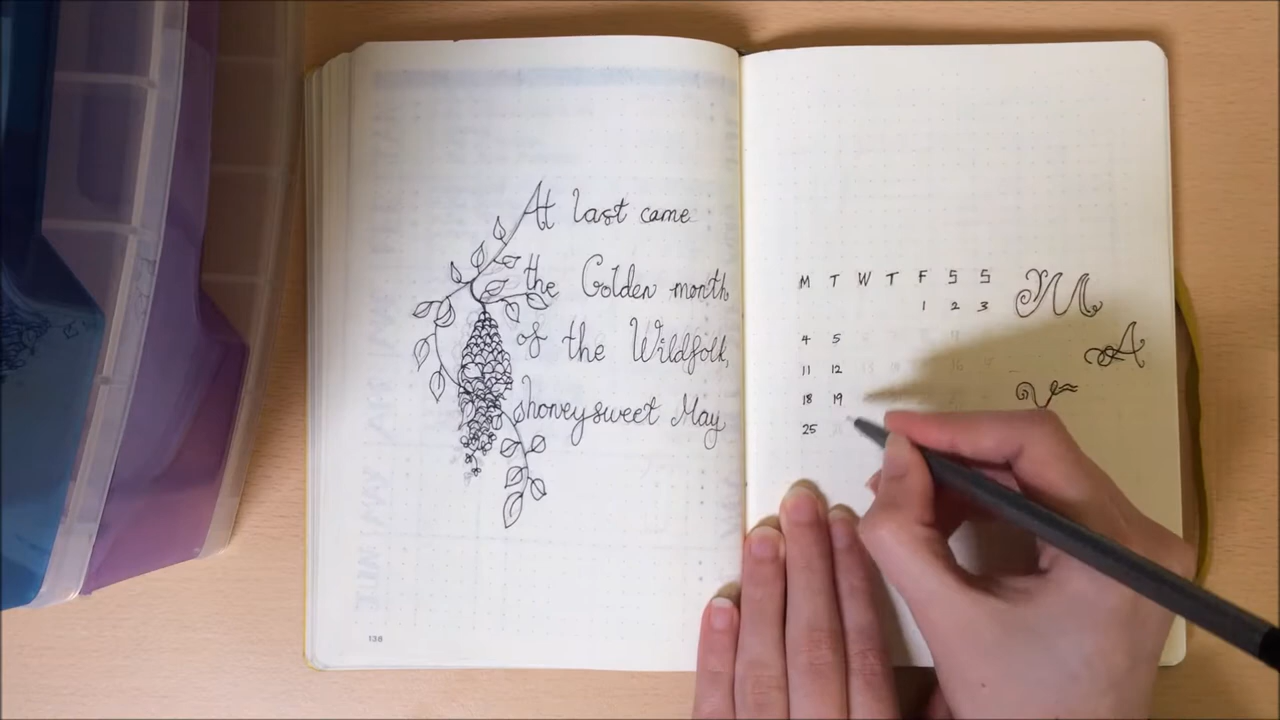 At last came
the Golden month
of the Wildfolk,
honeysweet May
138
M T W T F S S
1 2 3
4 5
11 12
18 19
25
M
A
Y